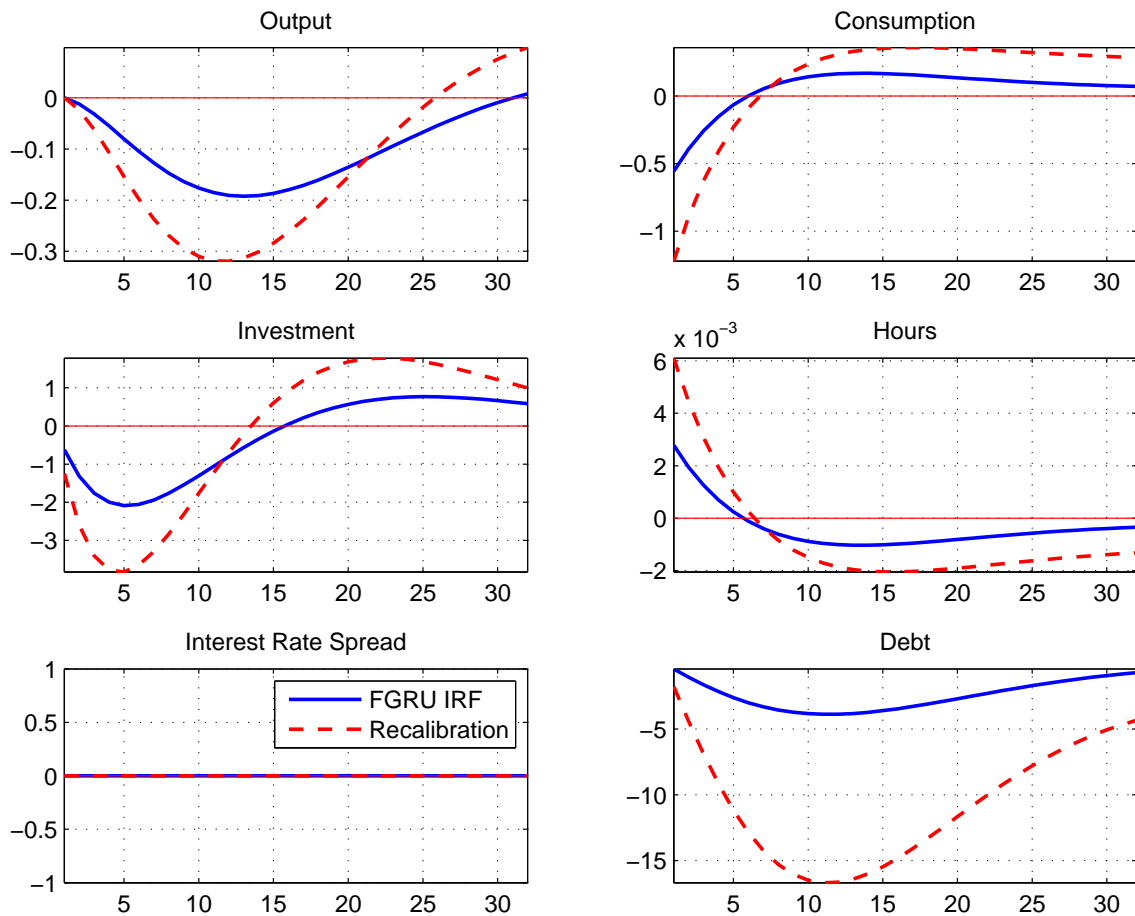 Output
0
−0.1
−0.2
−0.3
5 10 15 20 25 30
Consumption
0
−0.5
−1
5 10 15 20 25 30
Investment
1
0
−1
−2
−3
5 10 15 20 25 30
Hours
x 10^−3
6
4
2
0
−2
5 10 15 20 25 30
Interest Rate Spread
1
0.5
0
−0.5
−1
5 10 15 20 25 30
FGRU IRF
Recalibration
Debt
−5
−10
−15
5 10 15 20 25 30